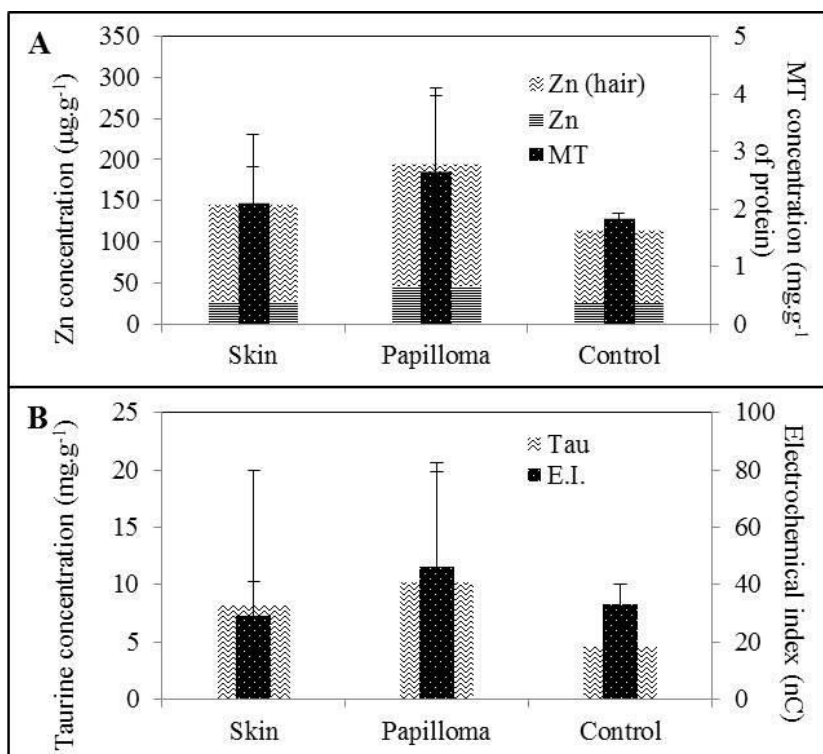 A
Zn concentration (µg.g-1)
350
300
250
200
150
100
50
0
Zn (hair)
Zn
MT
5
4
3
2
1
0
MT concentration (mg.g-1
of protein)
Skin Papilloma Control
B
Taurine concentration (mg.g-1)
25
20
15
10
5
0
Tau
E.I.
100
80
60
40
20
0
Electrochemical index (nC)
Skin Papilloma Control